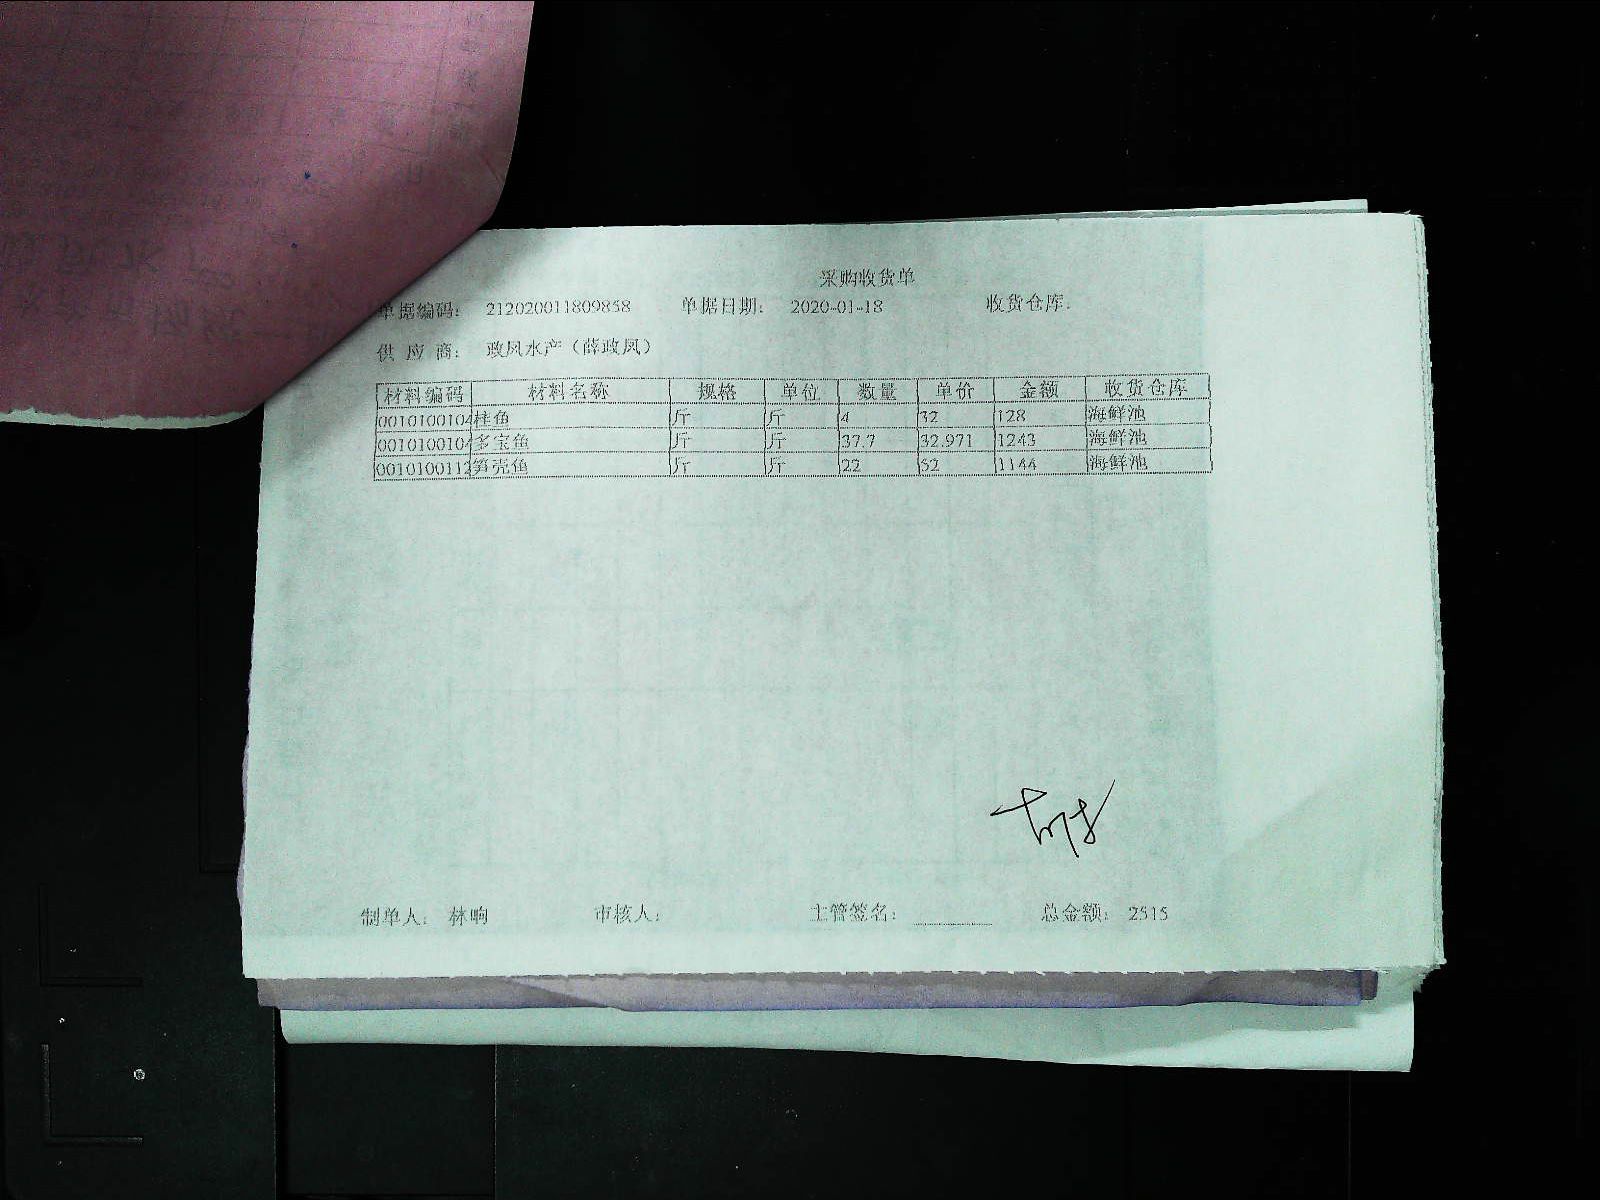 采购收货单
单据编码: 212020011809858 单据日期: 2020-01-18 收货仓库:
供 应 商: 政风水产（薛政凤）
材料编码 材料名称 规格 单位 数量 单价 金额 收货仓库
0010100104 桂鱼 斤 斤 4 32 128 海鲜池
0010100104 多宝鱼 斤 斤 37.7 32.971 1243 海鲜池
0010100112 笋壳鱼 斤 斤 22 52 1144 海鲜池
制单人: 林响 审核人: 主管签名: 总金额: 2515